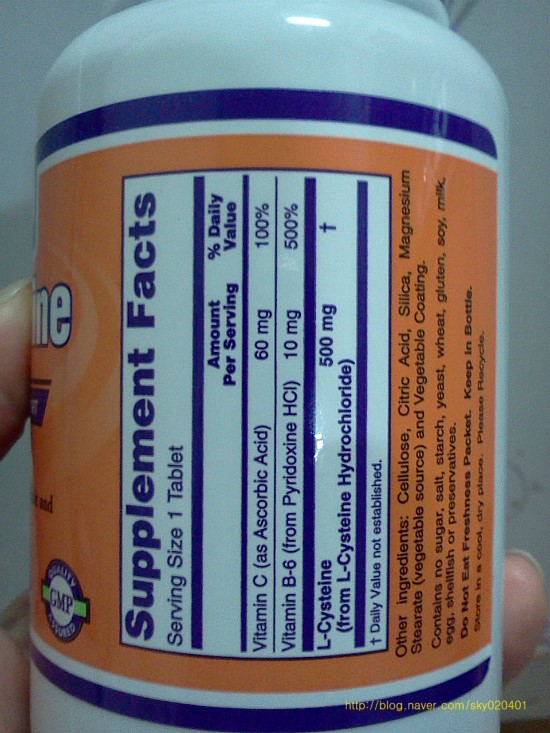 Supplement Facts
Serving Size 1 Tablet
Amount Per Serving % Daily Value
Vitamin C (as Ascorbic Acid) 60 mg 100%
Vitamin B-6 (from Pyridoxine HCl) 10 mg 500%
L-Cysteine 500 mg †
(from L-Cysteine Hydrochloride)
† Daily Value not established.
Other ingredients: Cellulose, Citric Acid, Silica, Magnesium
Stearate (vegetable source) and Vegetable Coating.
Contains no sugar, salt, starch, yeast, wheat, gluten, soy, milk,
egg, shellfish or preservatives.
Do Not Eat Freshness Packet. Keep in Bottle.
Store in a cool, dry place. Please Recycle.
ine
and
QUALITY
GMP
ASSURED
http://blog.naver.com/sky020401